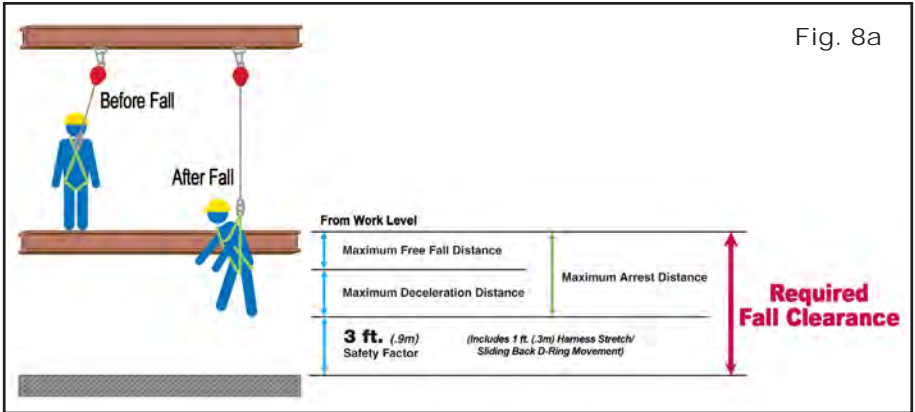 Fig. 8a
Before Fall
After Fall
From Work Level
Maximum Free Fall Distance
Maximum Arrest Distance
Maximum Deceleration Distance
Required
Fall Clearance
3 ft. (.9m)
Safety Factor
(Includes 1 ft. (.3m) Harness Stretch/
Sliding Back D-Ring Movement)